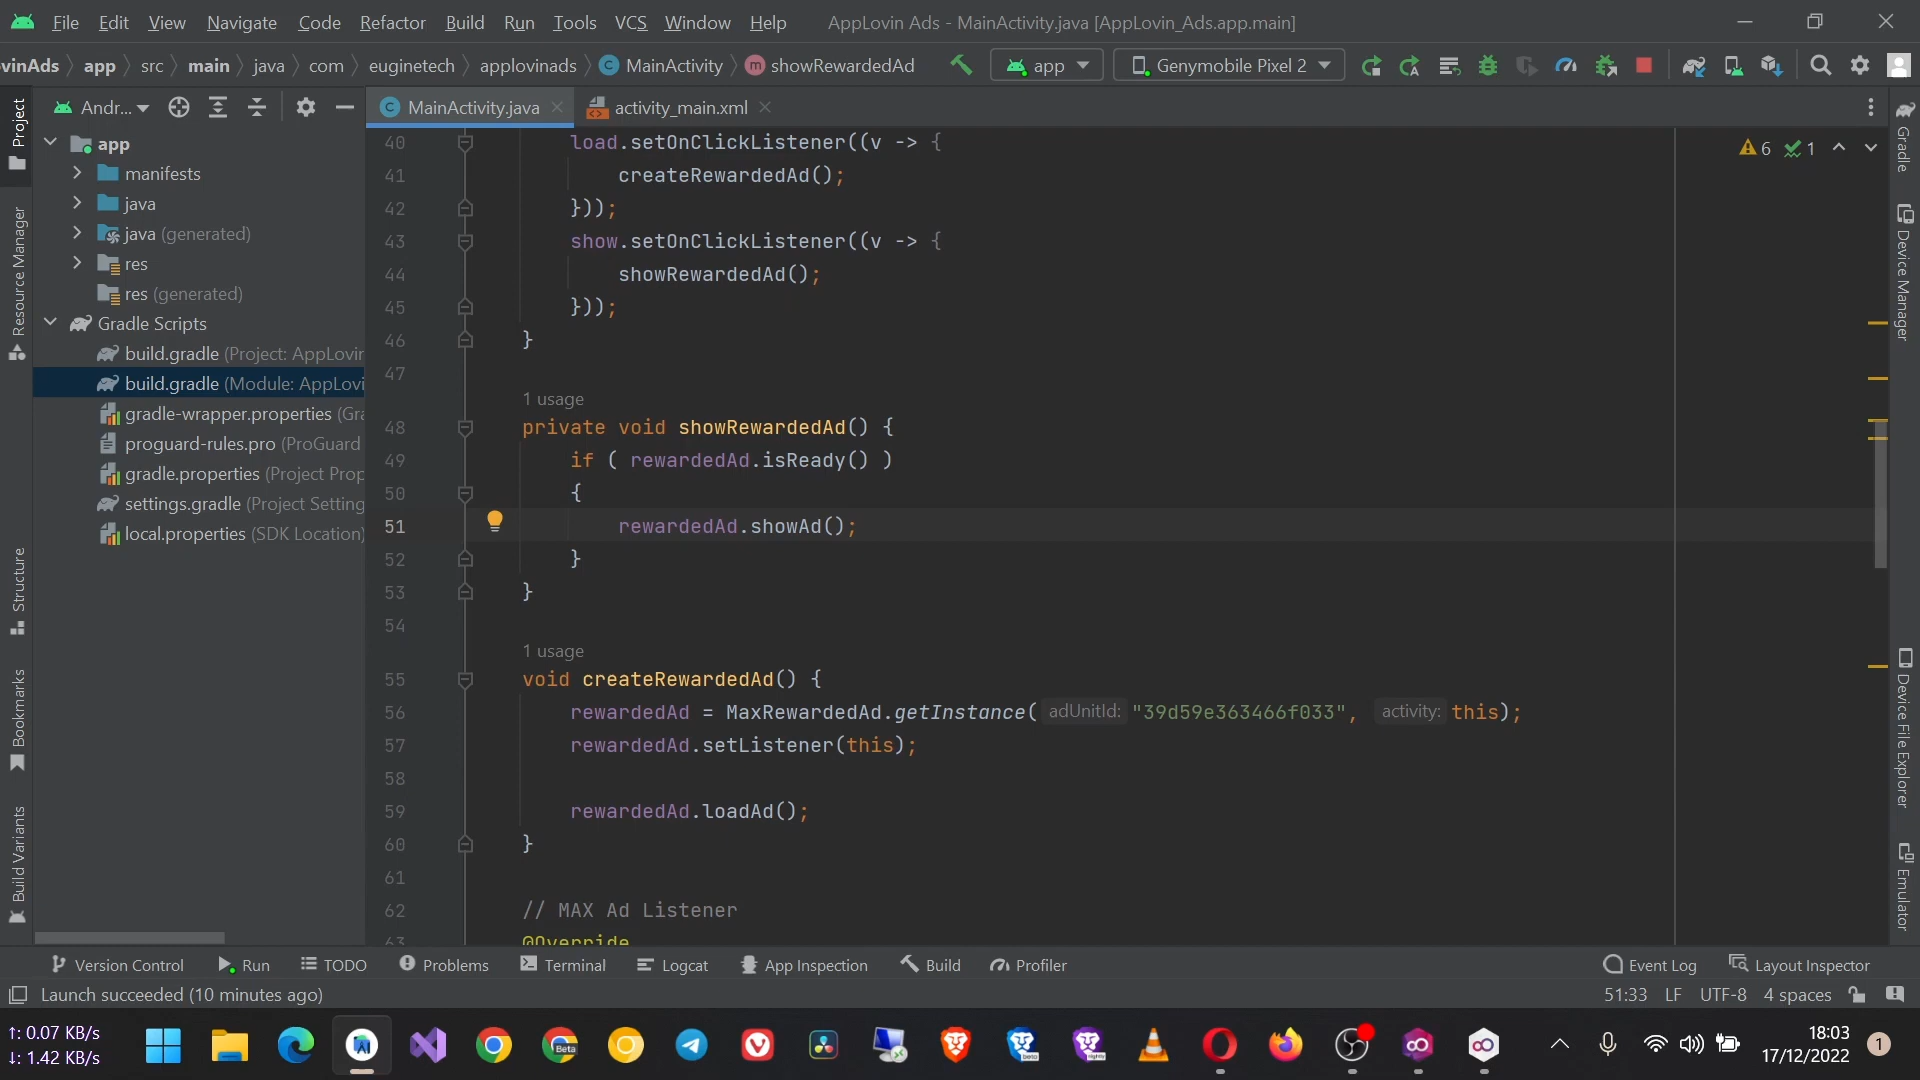 File Edit View Navigate Code Refactor Build Run Tools VCS Window Help AppLovin Ads - MainActivity.java [AppLovin_Ads.app.main]
vinAds app src main java com euginetech applovinads MainActivity showRewardedAd app Genymobile Pixel 2
Andr...
MainActivity.java activity_main.xml
Project
Resource Manager
Structure
Bookmarks
Build Variants
app
manifests
java
java (generated)
res
res (generated)
Gradle Scripts
build.gradle (Project: AppLovin
build.gradle (Module: AppLovi
gradle-wrapper.properties (Gra
proguard-rules.pro (ProGuard
gradle.properties (Project Prop
settings.gradle (Project Setting
local.properties (SDK Location)
6 1
40 load.setOnClickListener((v -> {
41 createRewardedAd();
42 }));
43 show.setOnClickListener((v -> {
44 showRewardedAd();
45 }));
46 }
47
1 usage
48 private void showRewardedAd() {
49 if ( rewardedAd.isReady() )
50 {
51 rewardedAd.showAd();
52 }
53 }
54
1 usage
55 void createRewardedAd() {
56 rewardedAd = MaxRewardedAd.getInstance( adUnitId: "39d59e363466f033", activity: this);
57 rewardedAd.setListener(this);
58
59 rewardedAd.loadAd();
60 }
61
62 // MAX Ad Listener
63 @Override
Gradle
Device Manager
Device File Explorer
Emulator
Version Control Run TODO Problems Terminal Logcat App Inspection Build Profiler Event Log Layout Inspector
Launch succeeded (10 minutes ago) 51:33 LF UTF-8 4 spaces
↑: 0.07 KB/s
↓: 1.42 KB/s
Beta
beta
nightly
18:03
17/12/2022
1